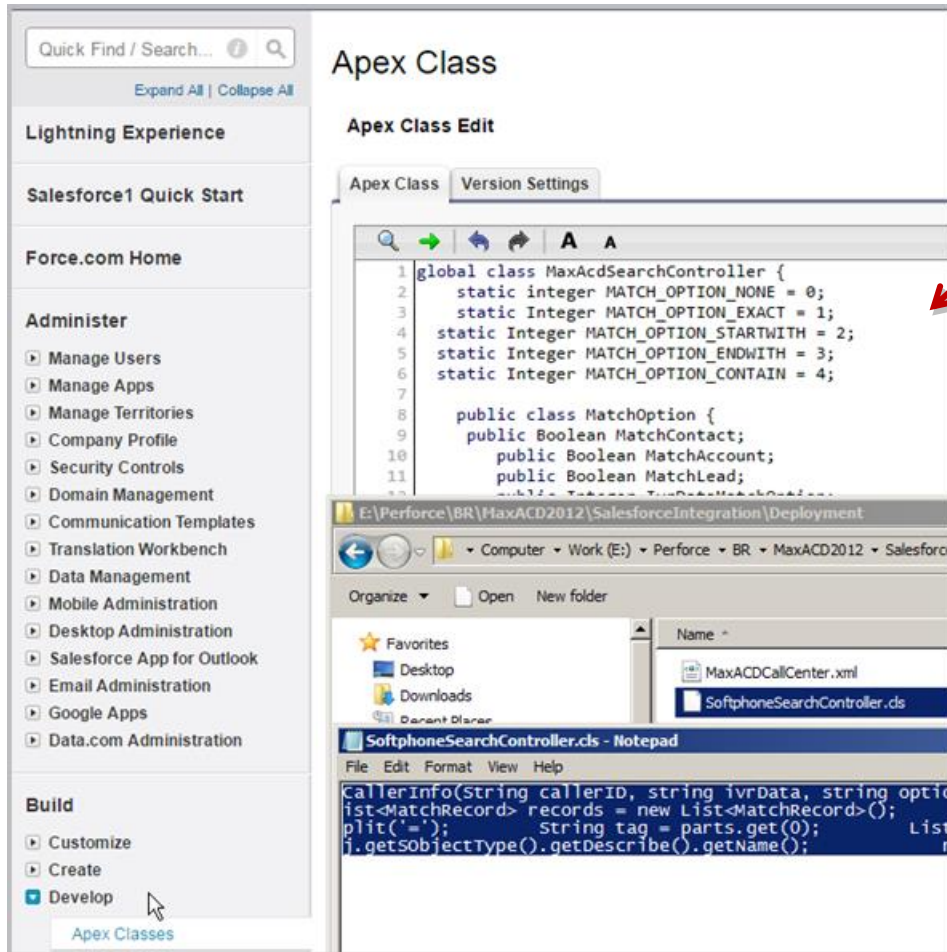 Quick Find / Search...
Expand All | Collapse All
Lightning Experience
Salesforce1 Quick Start
Force.com Home
Administer
Manage Users
Manage Apps
Manage Territories
Company Profile
Security Controls
Domain Management
Communication Templates
Translation Workbench
Data Management
Mobile Administration
Desktop Administration
Salesforce App for Outlook
Email Administration
Google Apps
Data.com Administration
Build
Customize
Create
Develop
Apex Classes
Apex Class
Apex Class Edit
Apex Class Version Settings
A A
1 global class MaxAcdSearchController {
2 static integer MATCH_OPTION_NONE = 0;
3 static Integer MATCH_OPTION_EXACT = 1;
4 static Integer MATCH_OPTION_STARTWITH = 2;
5 static Integer MATCH_OPTION_ENDWITH = 3;
6 static Integer MATCH_OPTION_CONTAIN = 4;
7
8 public class MatchOption {
9 public Boolean MatchContact;
10 public Boolean MatchAccount;
11 public Boolean MatchLead;
E:\Perforce\BR\MaxACD2012\SalesforceIntegration\Deployment
Computer Work (E:) Perforce BR MaxACD2012 Salesforc
Organize Open New folder
Favorites
Desktop
Downloads
Recent Places
Name
MaxACDCallCenter.xml
SoftphoneSearchController.cls
SoftphoneSearchController.cls - Notepad
File Edit Format View Help
CallerInfo(String callerID, string ivrData, string optio
ist<MatchRecord> records = new List<MatchRecord>();
plit('='); String tag = parts.get(0); List
j.getSObjectType().getDescribe().getName();